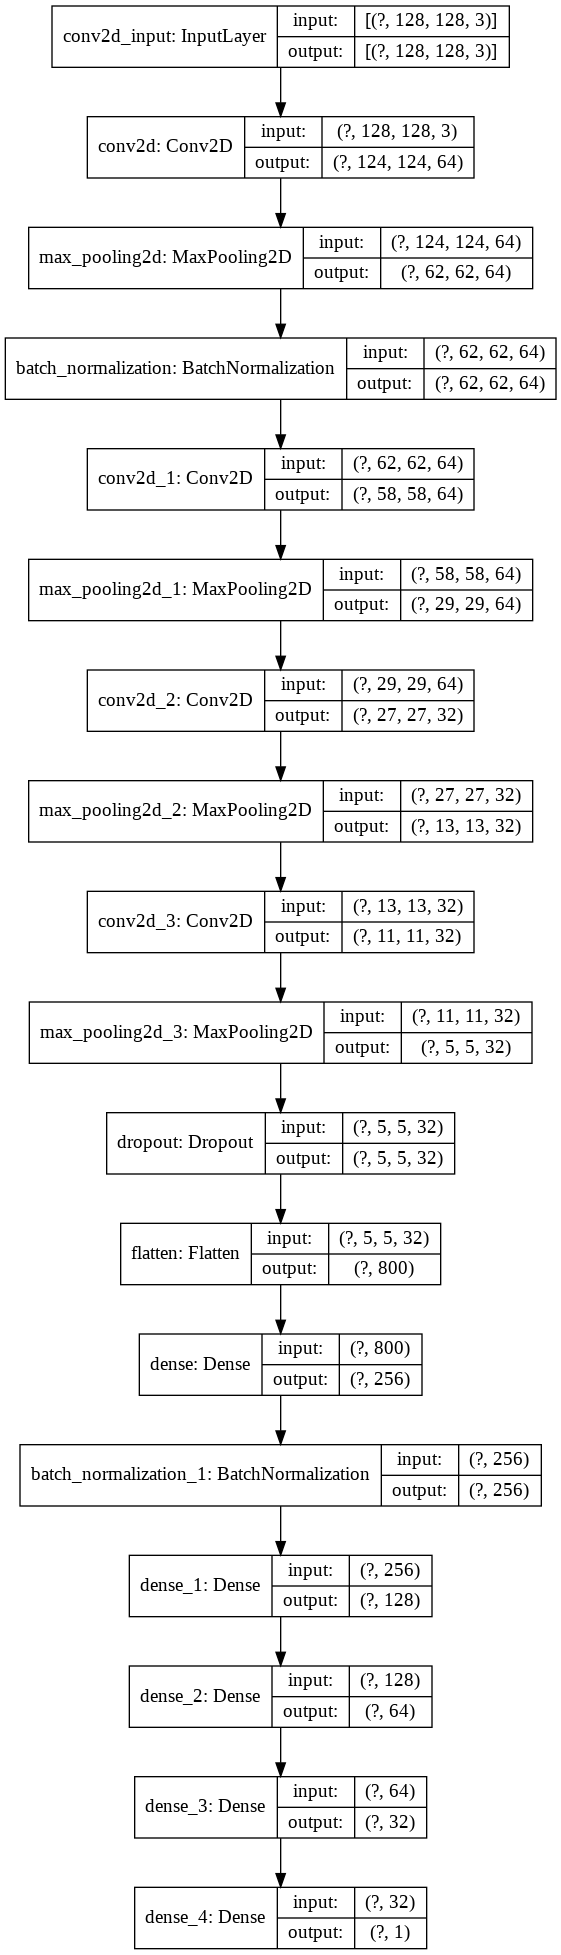 conv2d_input: InputLayer
input: [(?, 128, 128, 3)]
output: [(?, 128, 128, 3)]
conv2d: Conv2D
input: (?, 128, 128, 3)
output: (?, 124, 124, 64)
max_pooling2d: MaxPooling2D
input: (?, 124, 124, 64)
output: (?, 62, 62, 64)
batch_normalization: BatchNormalization
input: (?, 62, 62, 64)
output: (?, 62, 62, 64)
conv2d_1: Conv2D
input: (?, 62, 62, 64)
output: (?, 58, 58, 64)
max_pooling2d_1: MaxPooling2D
input: (?, 58, 58, 64)
output: (?, 29, 29, 64)
conv2d_2: Conv2D
input: (?, 29, 29, 64)
output: (?, 27, 27, 32)
max_pooling2d_2: MaxPooling2D
input: (?, 27, 27, 32)
output: (?, 13, 13, 32)
conv2d_3: Conv2D
input: (?, 13, 13, 32)
output: (?, 11, 11, 32)
max_pooling2d_3: MaxPooling2D
input: (?, 11, 11, 32)
output: (?, 5, 5, 32)
dropout: Dropout
input: (?, 5, 5, 32)
output: (?, 5, 5, 32)
flatten: Flatten
input: (?, 5, 5, 32)
output: (?, 800)
dense: Dense
input: (?, 800)
output: (?, 256)
batch_normalization_1: BatchNormalization
input: (?, 256)
output: (?, 256)
dense_1: Dense
input: (?, 256)
output: (?, 128)
dense_2: Dense
input: (?, 128)
output: (?, 64)
dense_3: Dense
input: (?, 64)
output: (?, 32)
dense_4: Dense
input: (?, 32)
output: (?, 1)